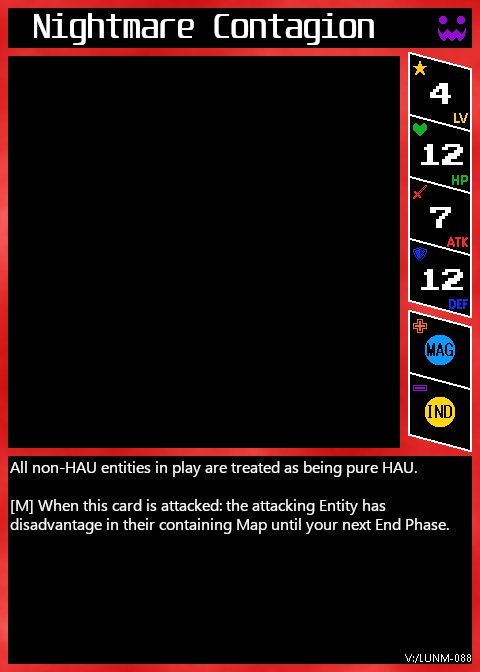 Nightmare Contagion
4
LV
12
HP
7
ATK
12
DEF
MAG
IND
All non-HAU entities in play are treated as being pure HAU.
[M] When this card is attacked: the attacking Entity has
disadvantage in their containing Map until your next End Phase.
V:/LUNM-088